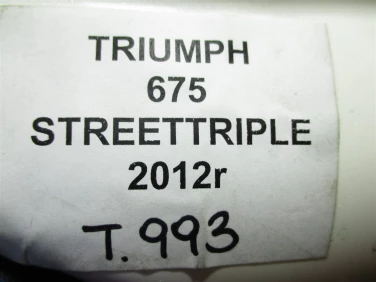 TRIUMPH
675
STREETTRIPLE
2012r
T.993